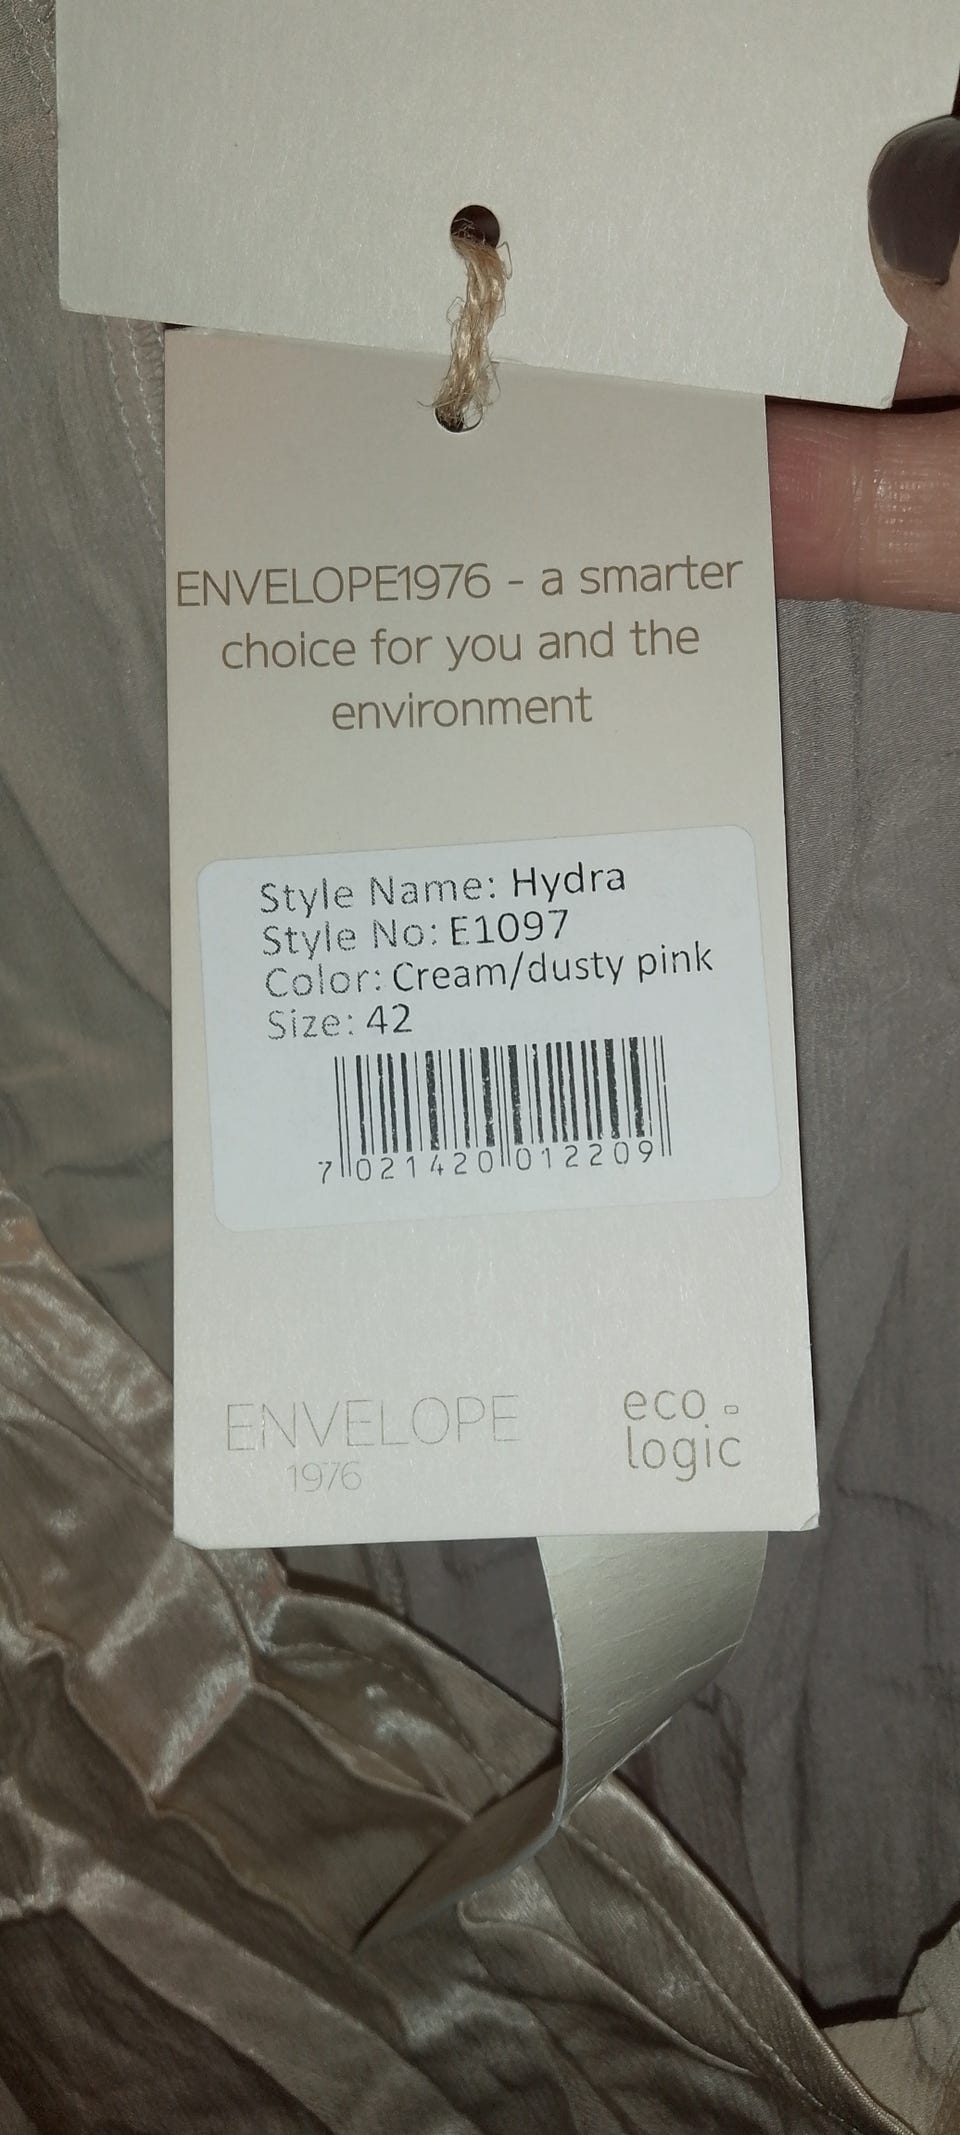 ENVELOPE1976 - a smarter
choice for you and the
environment
Style Name: Hydra
Style No: E1097
Color: Cream/dusty pink
Size: 42
7 021420 012209
ENVELOPE
1976
eco
logic